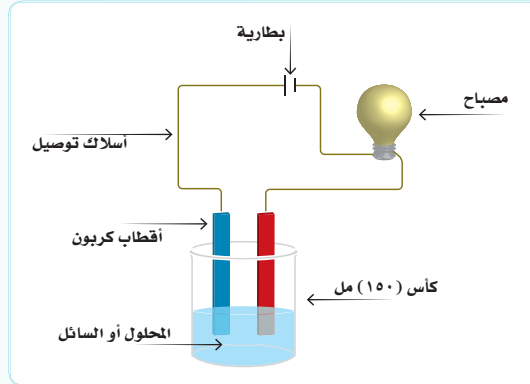 بطارية
مصباح
أسلاك توصيل
أقطاب كربون
كأس (١٥٠) مل
المحلول أو السائل